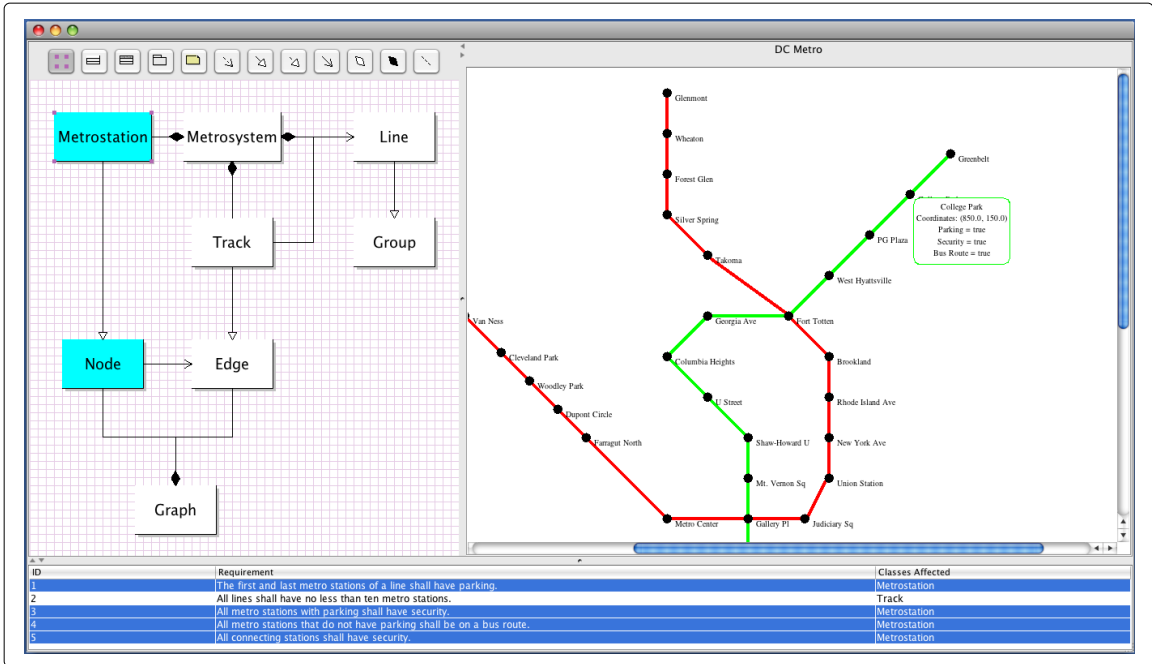 DC Metro
Metrostation
Metrosystem
Line
Track
Group
Node
Edge
Graph
Glenmont
Wheaton
Forest Glen
Silver Spring
Takoma
Greenbelt
College Park
Coordinates: (850.0, 150.0)
Parking = true
Security = true
Bus Route = true
PG Plaza
West Hyattsville
Van Ness
Georgia Ave
Fort Totten
Cleveland Park
Columbia Heights
Brookland
Woodley Park
U Street
Rhode Island Ave
Dupont Circle
Farragut North
Shaw-Howard U
New York Ave
Mt. Vernon Sq
Union Station
Metro Center
Gallery Pl
Judiciary Sq
ID Requirement Classes Affected
1 The first and last metro stations of a line shall have parking. Metrostation
2 All lines shall have no less than ten metro stations. Track
3 All metro stations with parking shall have security. Metrostation
4 All metro stations that do not have parking shall be on a bus route. Metrostation
5 All connecting stations shall have security. Metrostation